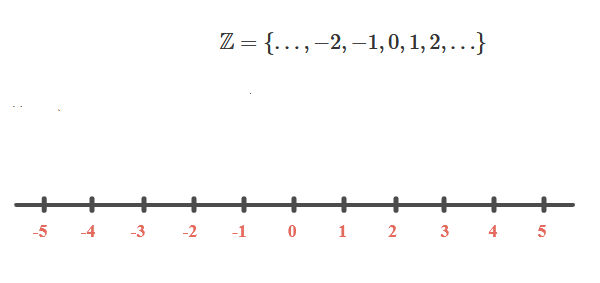 ℤ = {…, −2, −1, 0, 1, 2, …}
-5 -4 -3 -2 -1 0 1 2 3 4 5